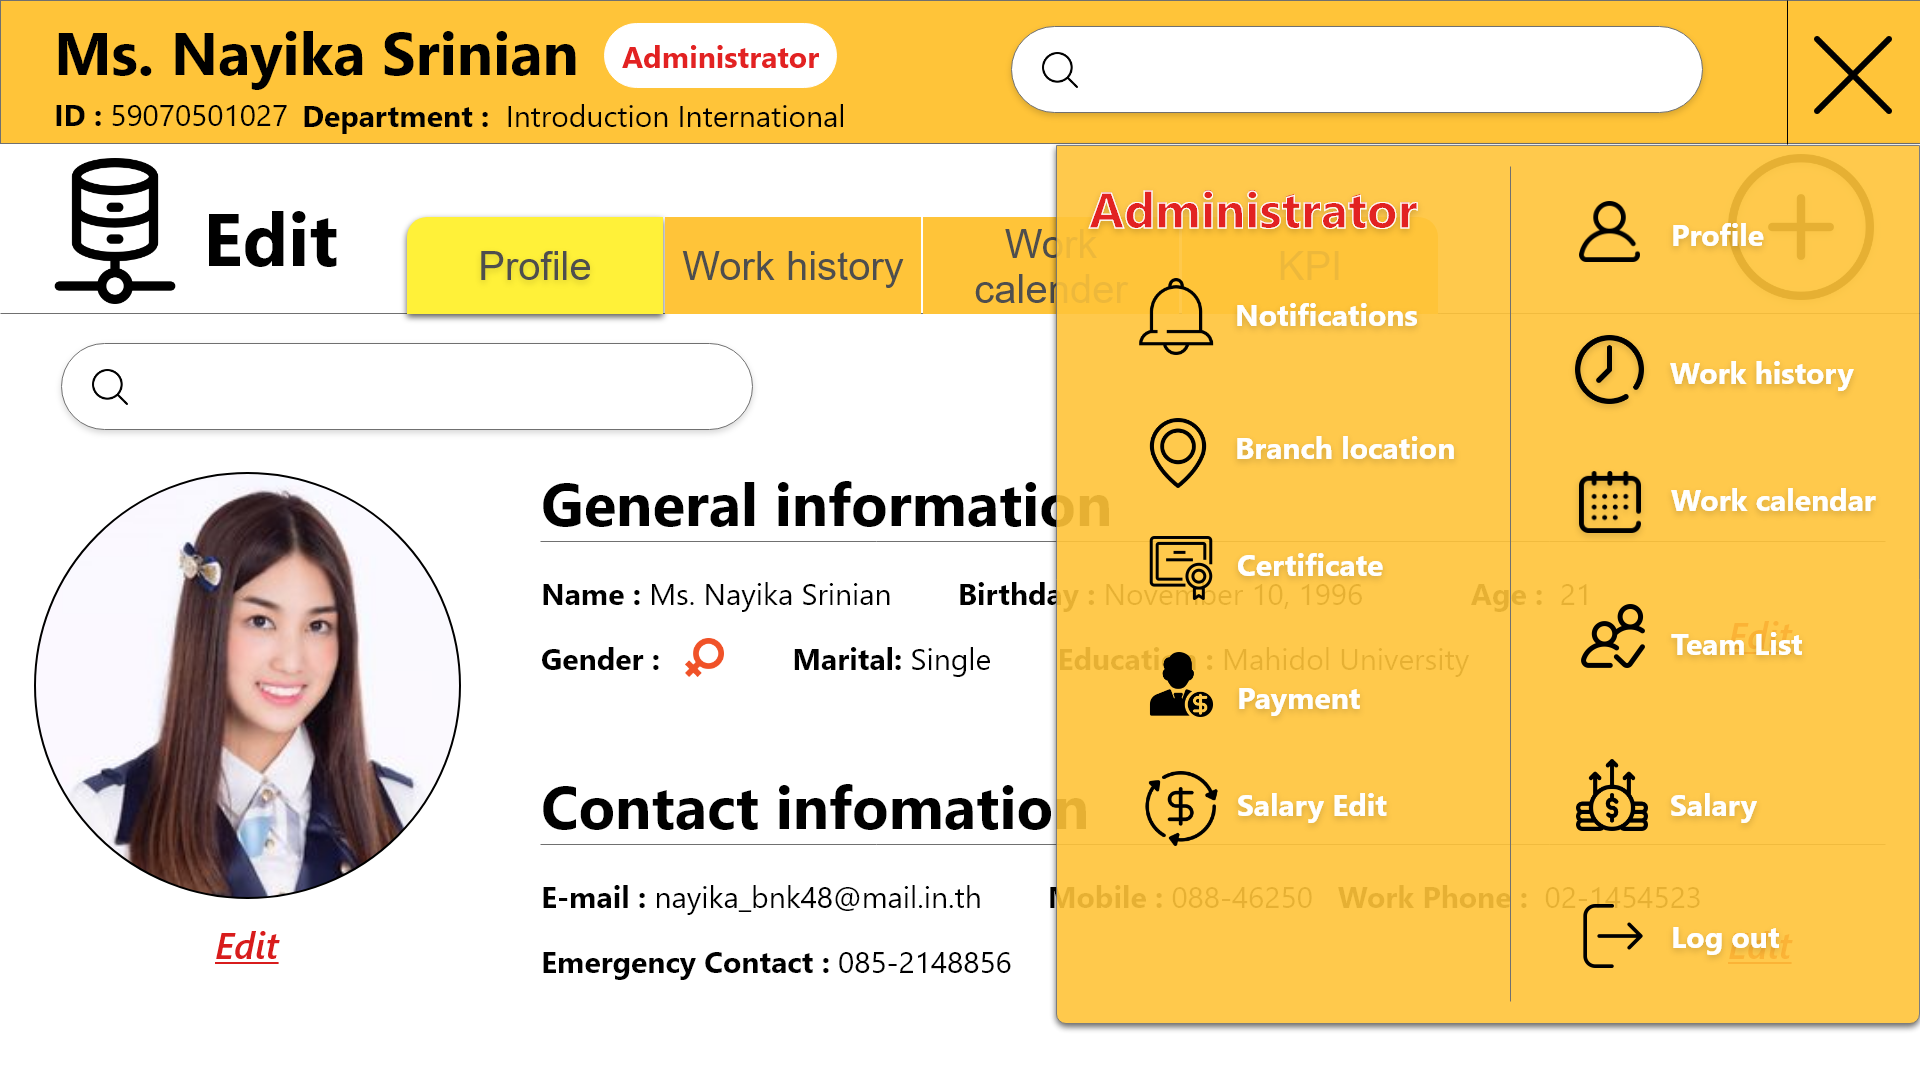 Ms. Nayika Srinian Administrator
ID : 59070501027 Department : Introduction International
Edit
Profile
Work history
Work
calender
KPI
General information
Name : Ms. Nayika Srinian Birthday : November 10, 1996 Age : 21
Gender : Marital: Single Education : Mahidol University
Edit
Contact infomation
E-mail : nayika_bnk48@mail.in.th Mobile : 088-46250 Work Phone : 02-1454523
Emergency Contact : 085-2148856
Edit
Edit
Administrator
Notifications
Branch location
Certificate
Payment
Salary Edit
Profile
Work history
Work calendar
Team List
Salary
Log out